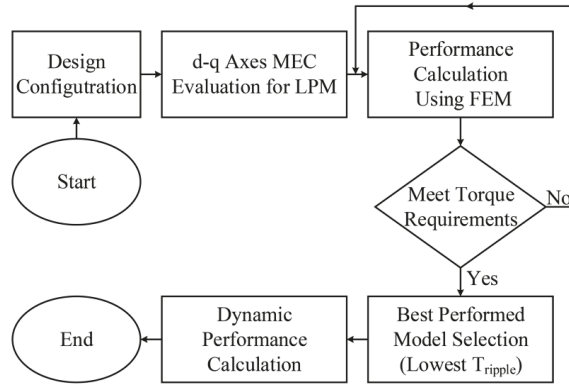 Design
Configutration
d-q Axes MEC
Evaluation for LPM
Performance
Calculation
Using FEM
Start
Meet Torque
Requirements
No
Yes
End
Dynamic
Performance
Calculation
Best Performed
Model Selection
(Lowest Tripple)